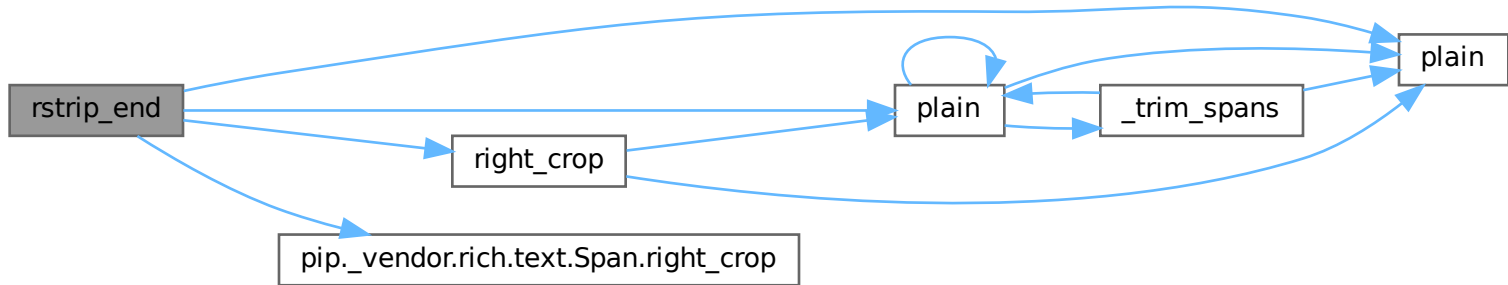 rstrip_end
right_crop
pip._vendor.rich.text.Span.right_crop
plain
_trim_spans
plain